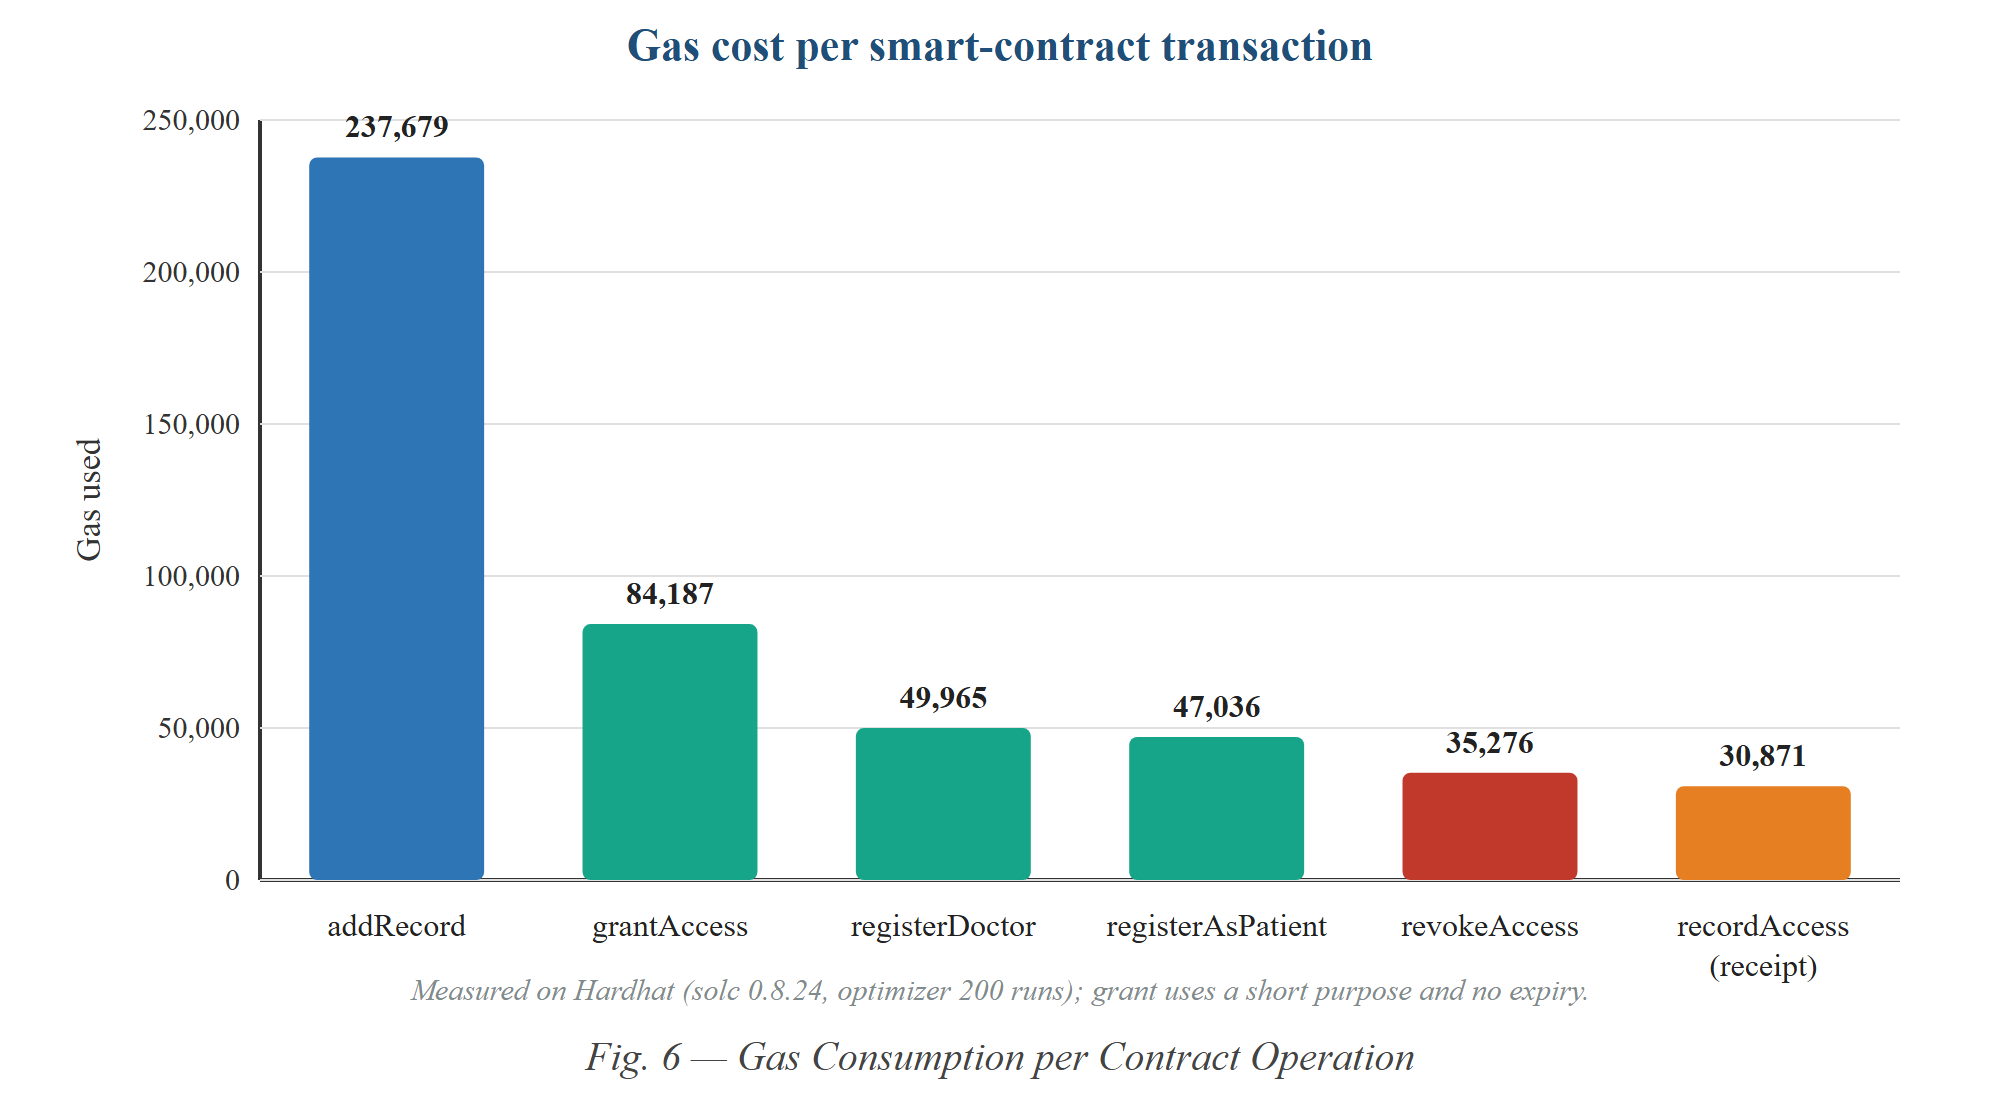 Gas cost per smart-contract transaction
250,000
200,000
150,000
100,000
50,000
0
Gas used
237,679
84,187
49,965
47,036
35,276
30,871
addRecord
grantAccess
registerDoctor
registerAsPatient
revokeAccess
recordAccess
(receipt)
Measured on Hardhat (solc 0.8.24, optimizer 200 runs); grant uses a short purpose and no expiry.
Fig. 6 — Gas Consumption per Contract Operation